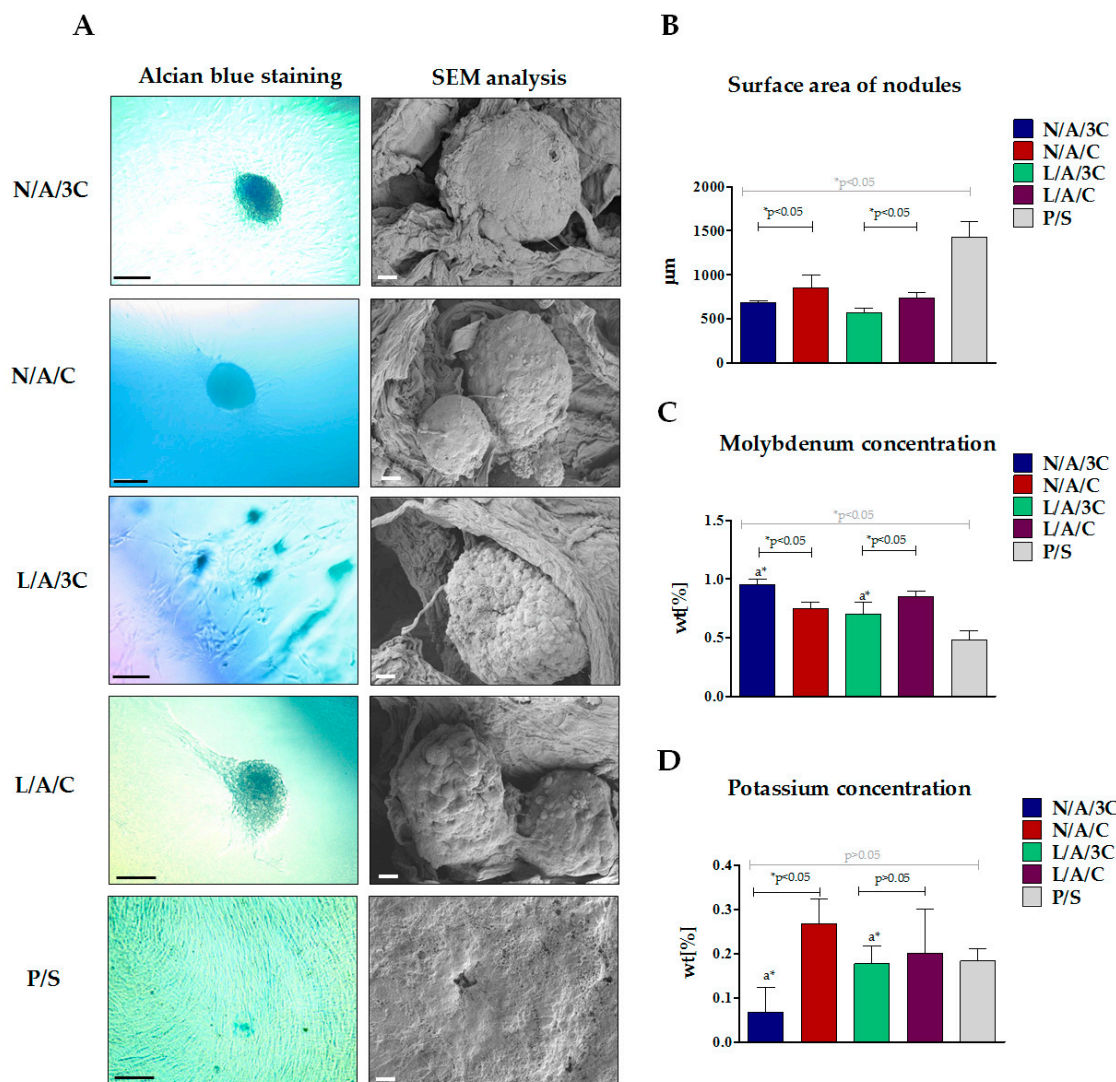 A
Alcian blue staining
SEM analysis
N/A/3C
N/A/C
L/A/3C
L/A/C
P/S
B
Surface area of nodules
N/A/3C
N/A/C
L/A/3C
L/A/C
P/S
2000
1500
1000
500
0
µm
*p<0.05
*p<0.05
*p<0.05
C
Molybdenum concentration
N/A/3C
N/A/C
L/A/3C
L/A/C
P/S
1.5
1.0
0.5
0.0
wt[%]
*p<0.05
*p<0.05
*p<0.05
a*
a*
D
Potassium concentration
N/A/3C
N/A/C
L/A/3C
L/A/C
P/S
0.4
0.3
0.2
0.1
0.0
wt[%]
p>0.05
*p<0.05
p>0.05
a*
a*